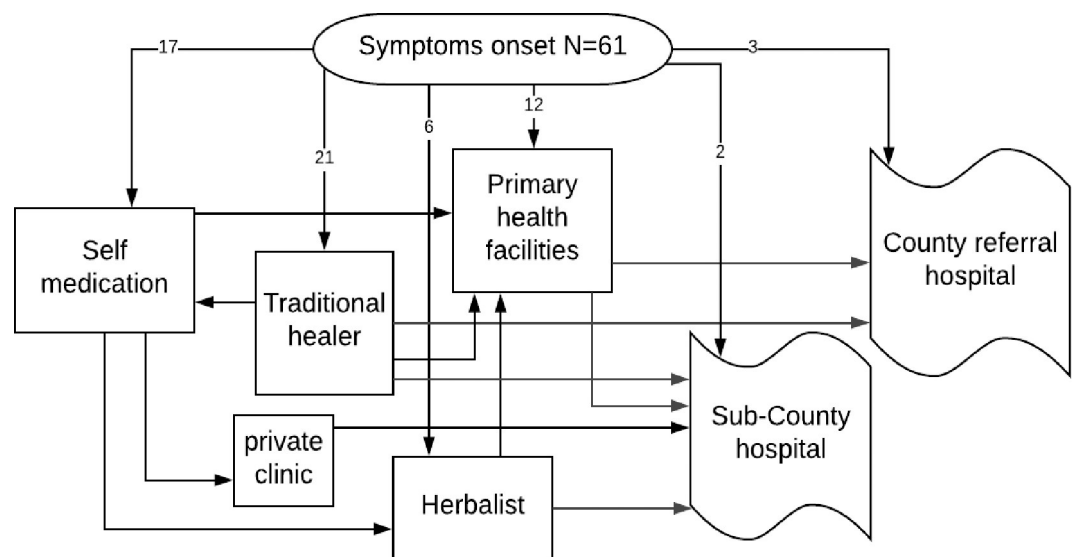 Symptoms onset N=61
17
3
12
6
2
21
Primary
health
facilities
Self
medication
County referral
hospital
Traditional
healer
Sub-County
hospital
private
clinic
Herbalist